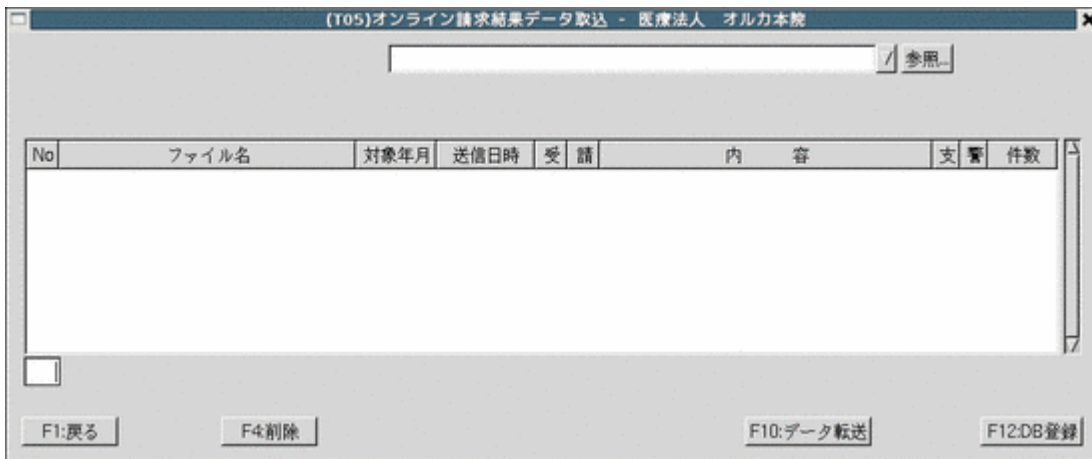 (T05)オンライン請求結果データ取込 - 医療法人　オルカ本院
参照...
No ファイル名 対象年月 送信日時 受 請 内　容 支 警 件数
F1:戻る F4:削除 F10:データ転送 F12:DB登録